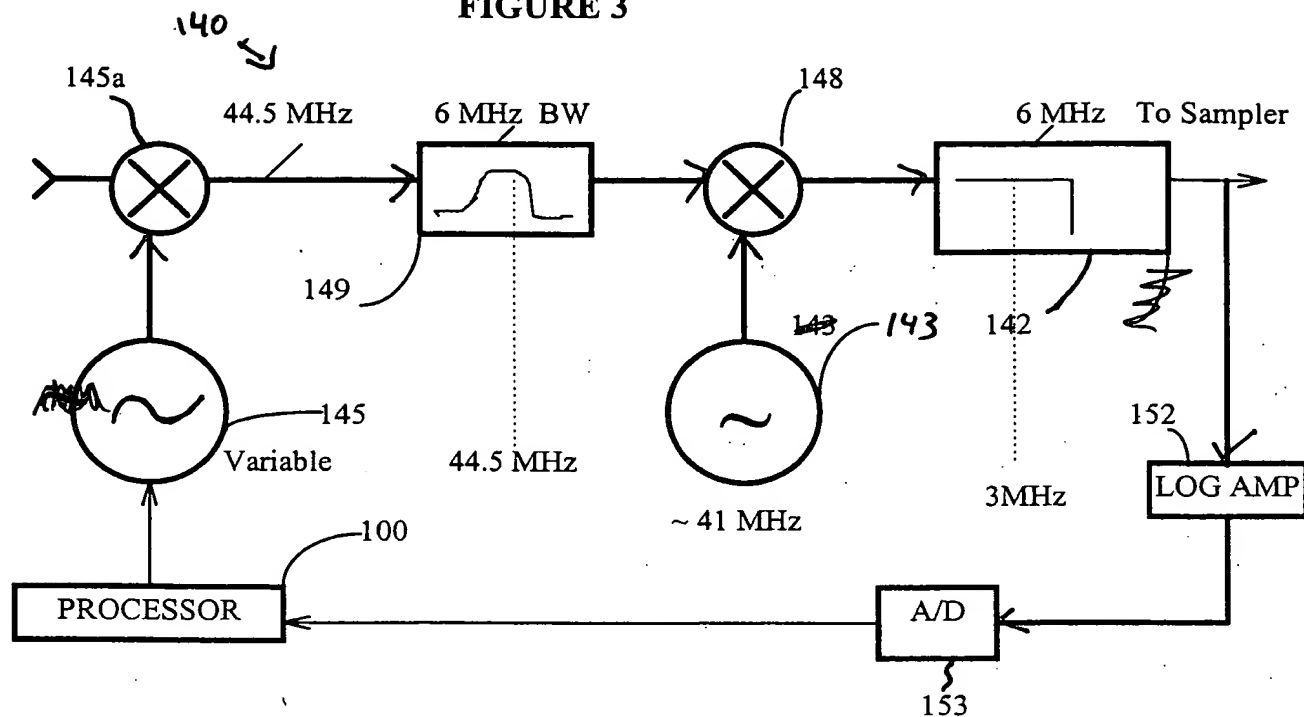 FIGURE 3
140
145a
148
44.5 MHz
6 MHz BW
6 MHz
To Sampler
149
143
143
142
145
Variable
44.5 MHz
152
~ 41 MHz
3MHz
LOG AMP
100
PROCESSOR
A/D
153